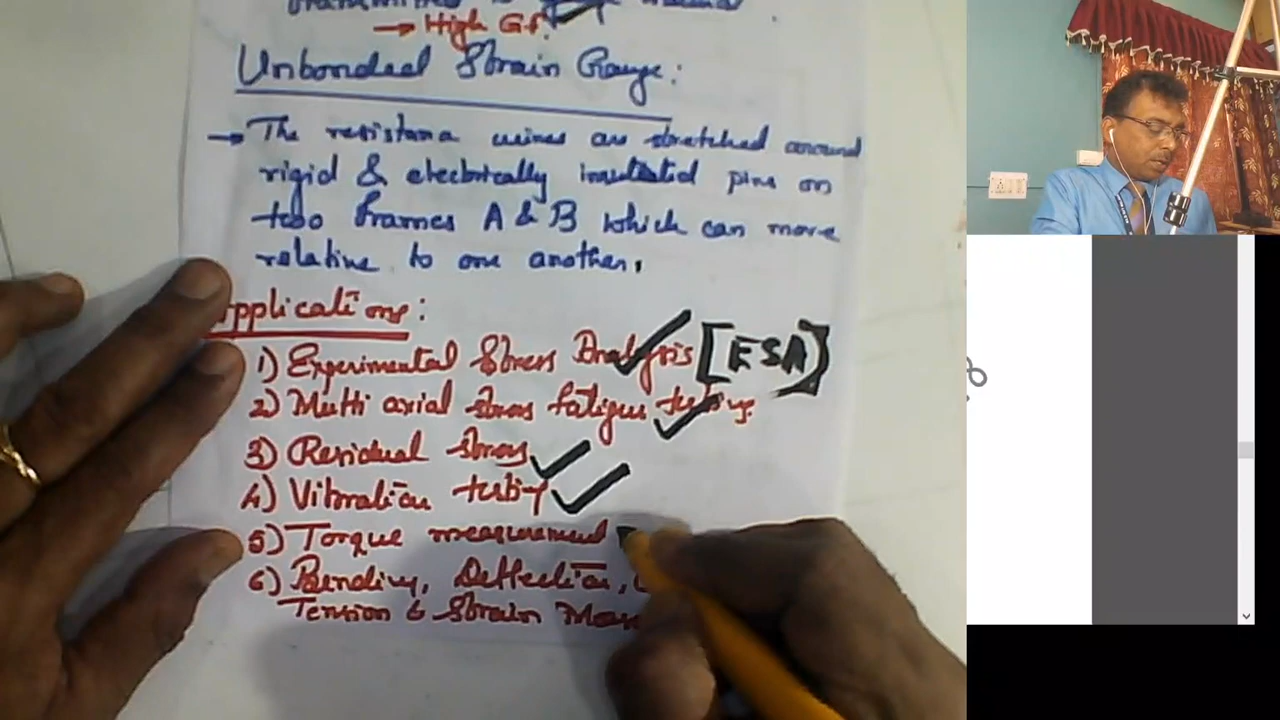 → High G.F.
Unbonded Strain Gauge:
→ The resistance wires are stretched around
rigid & electrically insulated pins on
two frames A & B which can move
relative to one another.
Applications:
1) Experimental Stress Analysis [ESA]
2) Multi axial stress fatigue testing.
3) Residual stress
4) Vibration testing
5) Torque measurement
6) Bending, Deflection,
Tension & Strain